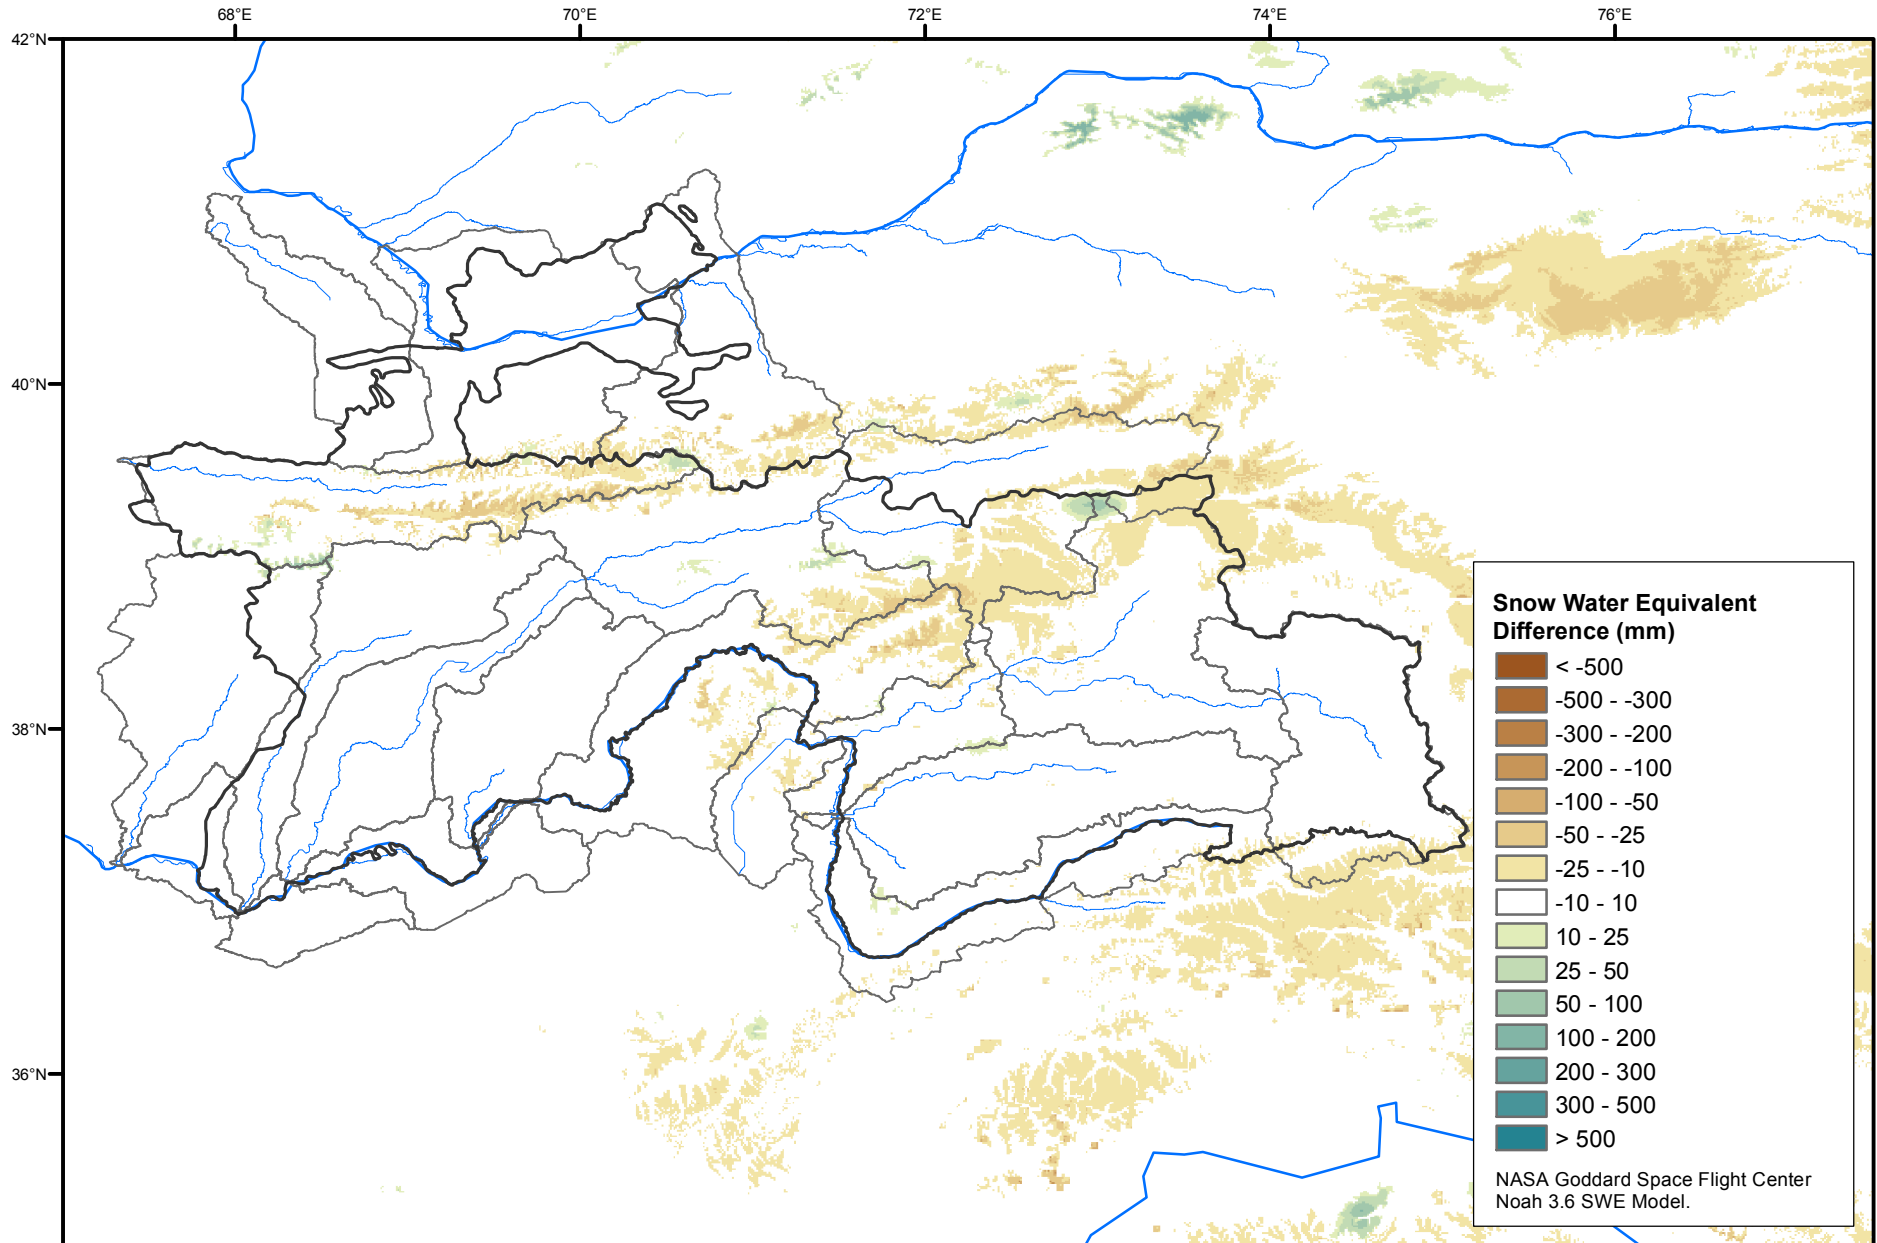 68°E
70°E
72°E
74°E
76°E
42°N
40°N
38°N
36°N
Snow Water Equivalent
Difference (mm)
< -500
-500 - -300
-300 - -200
-200 - -100
-100 - -50
-50 - -25
-25 - -10
-10 - 10
10 - 25
25 - 50
50 - 100
100 - 200
200 - 300
300 - 500
> 500
NASA Goddard Space Flight Center
Noah 3.6 SWE Model.